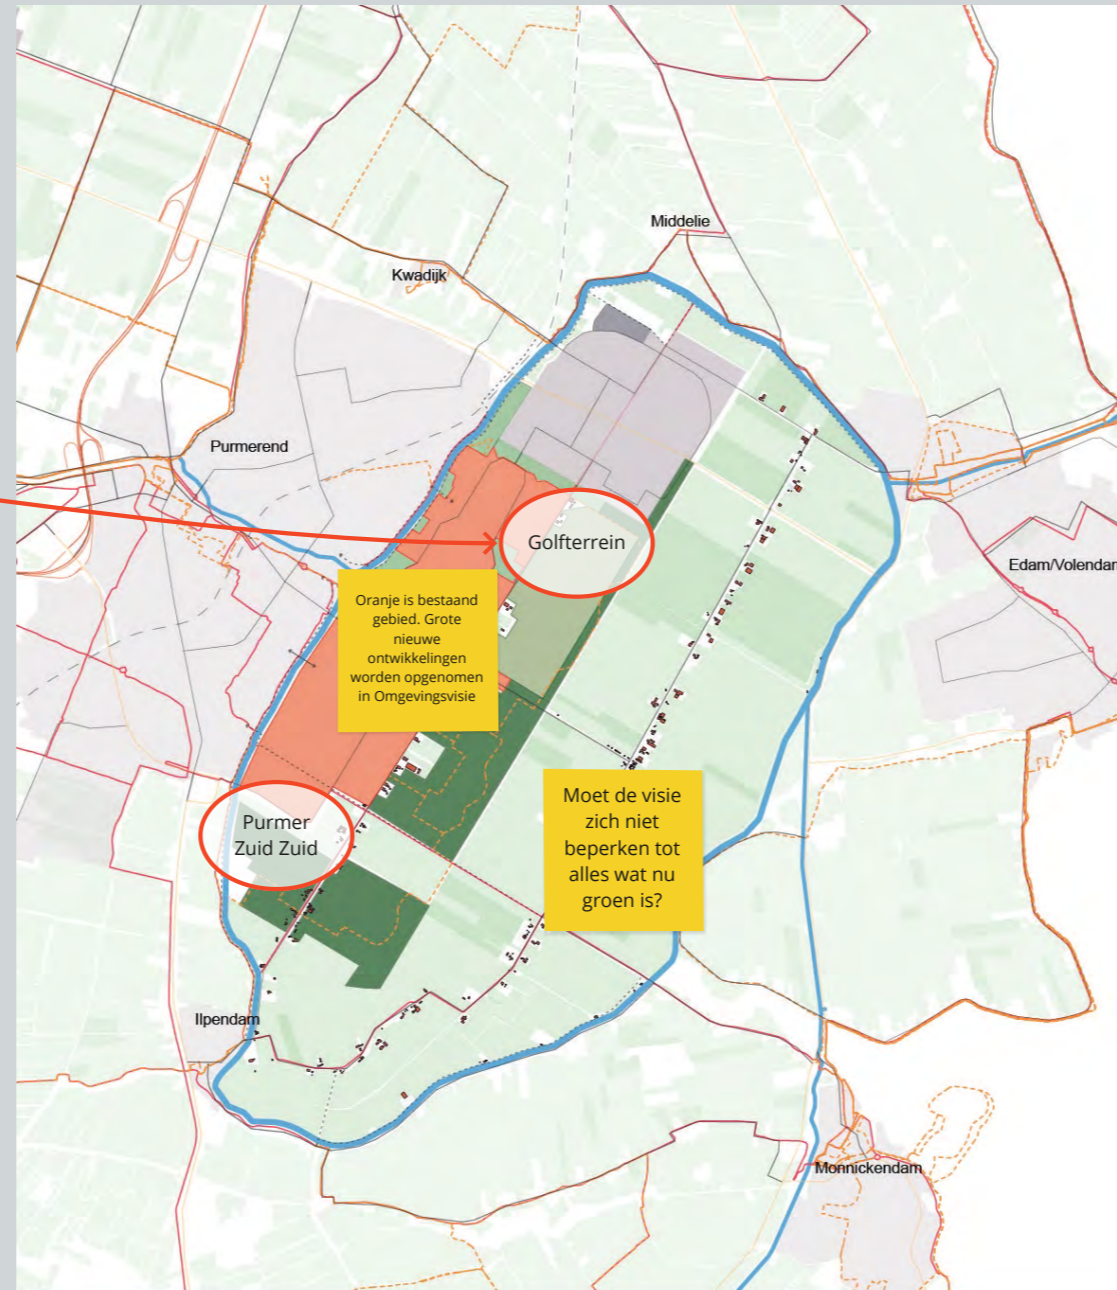 Middelie
Kwadijk
Purmerend
Golfterrein
Edam/Volendam
Oranje is bestaand
gebied. Grote
nieuwe
ontwikkelingen
worden opgenomen
in Omgevingsvisie
Moet de visie
zich niet
beperken tot
alles wat nu
groen is?
Purmer
Zuid Zuid
Ilpendam
Monnickendam